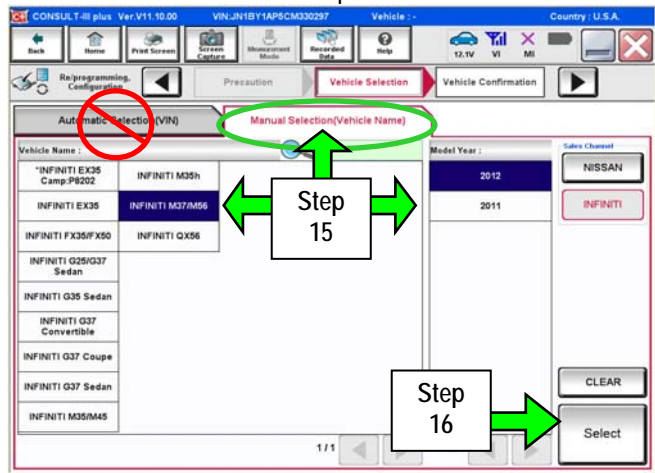 CONSULT-III plus Ver.V11.10.00 VIN:JN1BY1AP5CM330297 Vehicle : - Country : U.S.A.
Back Home Print Screen Screen Capture Measurement Mode Recorded Data Help 12.1V VI MI
Re/programming, Configuration Precaution Vehicle Selection Vehicle Confirmation
Automatic Selection(VIN) Manual Selection(Vehicle Name)
Vehicle Name : Model Year : Sales Channel
*INFINITI EX35 Camp:P8202 INFINITI M35h 2012 NISSAN
INFINITI EX35 INFINITI M37/M56 2011 INFINITI
INFINITI FX35/FX50 INFINITI QX56
Step
15
INFINITI G25/G37 Sedan
INFINITI G35 Sedan
INFINITI G37 Convertible
INFINITI G37 Coupe
INFINITI G37 Sedan CLEAR
INFINITI M35/M45
Step
16
Select
1/1